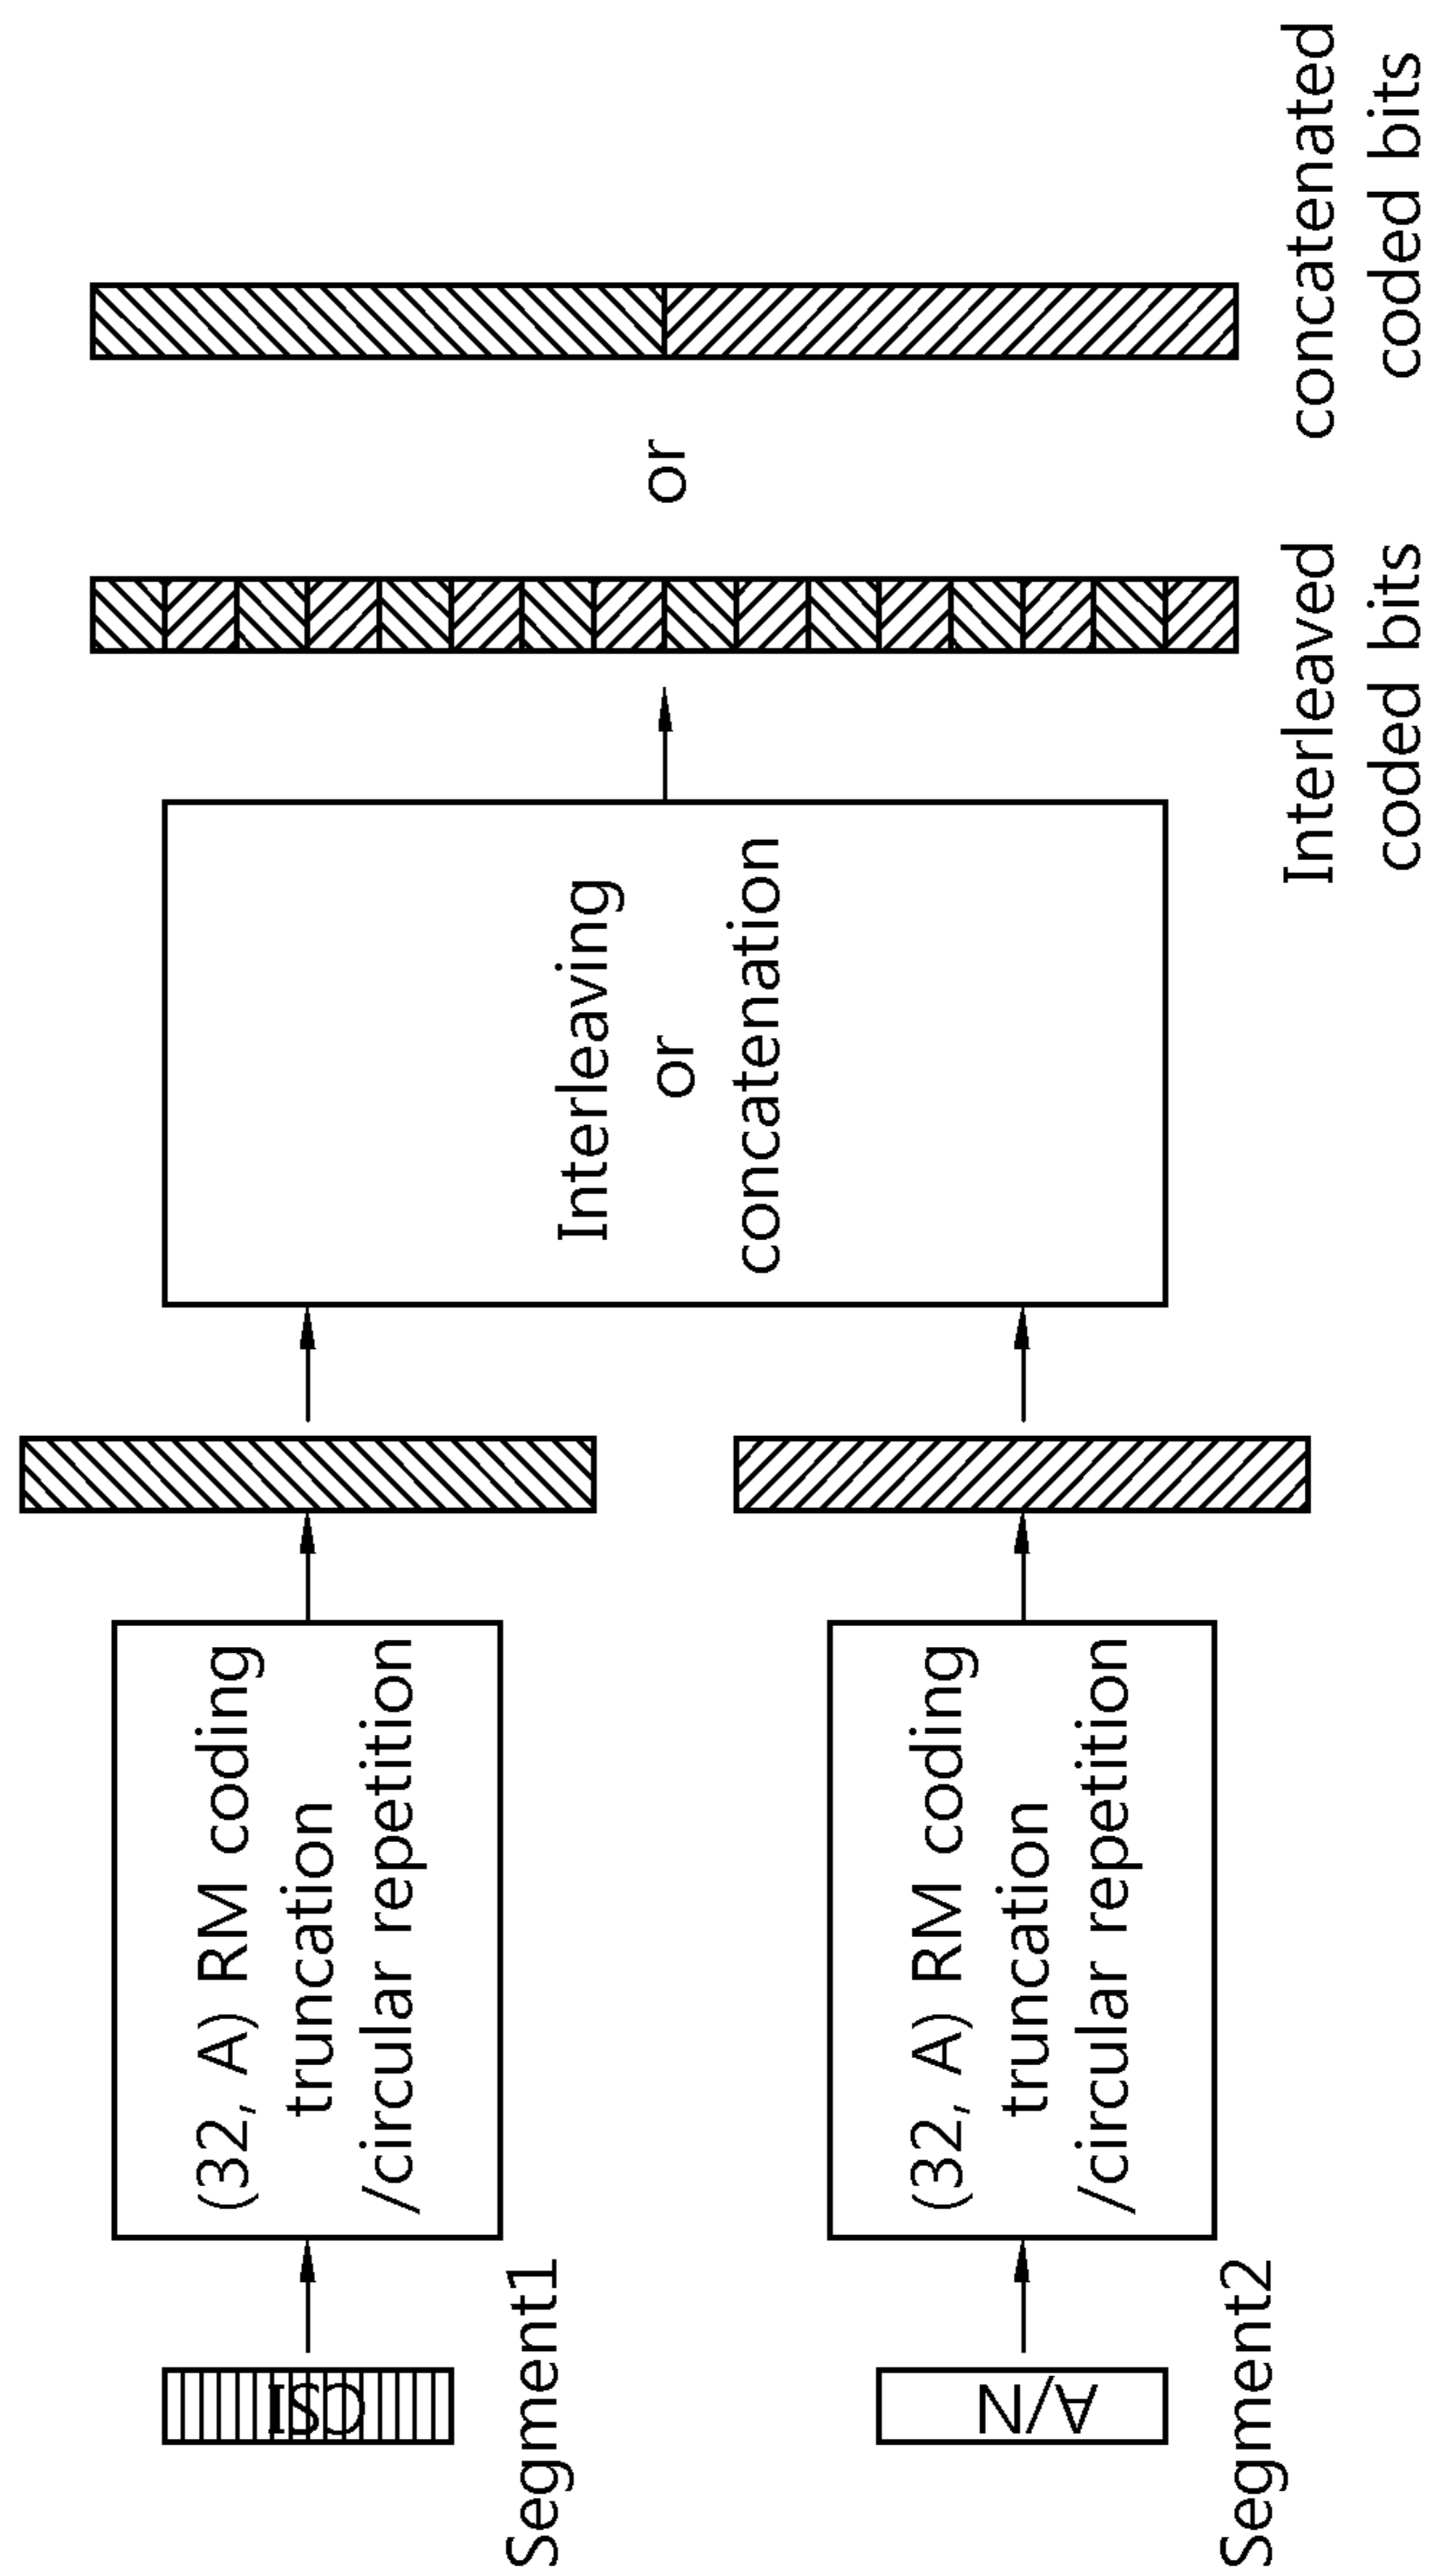 CSI
Segment1
(32, A) RM coding
truncation
/circular repetition
A/N
Segment2
(32, A) RM coding
truncation
/circular repetition
Interleaving
or
concatenation
or
Interleaved
coded bits
concatenated
coded bits